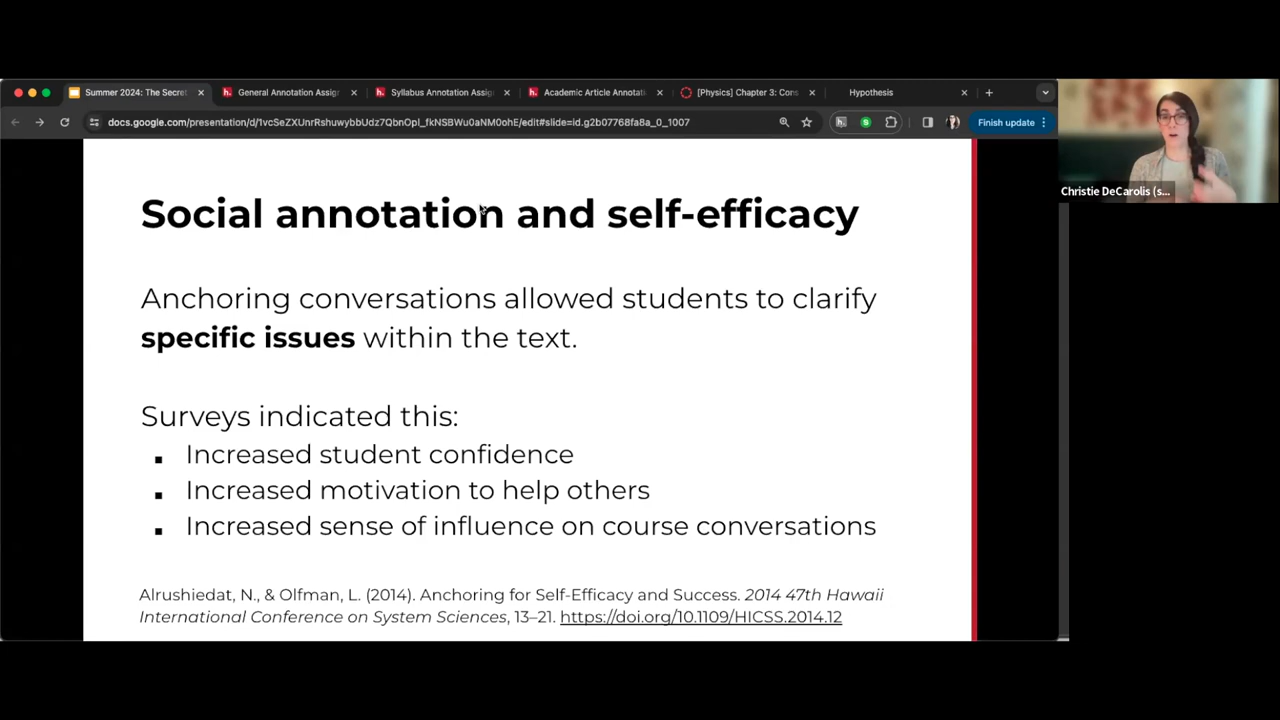 Summer 2024: The Secret
General Annotation Assig
Syllabus Annotation Assig
Academic Article Annotati
[Physics] Chapter 3: Cons
Hypothesis
docs.google.com/presentation/d/1vcSeZXUnrRshuwybbUdz7QbnOpl_fkNSBWu0aNM0ohE/edit#slide=id.g2b07768fa8a_0_1007
Finish update
Christie DeCarolis (s...
Social annotation and self-efficacy
Anchoring conversations allowed students to clarify
specific issues within the text.
Surveys indicated this:
▪ Increased student confidence
▪ Increased motivation to help others
▪ Increased sense of influence on course conversations
Alrushiedat, N., & Olfman, L. (2014). Anchoring for Self-Efficacy and Success. 2014 47th Hawaii
International Conference on System Sciences, 13–21. https://doi.org/10.1109/HICSS.2014.12